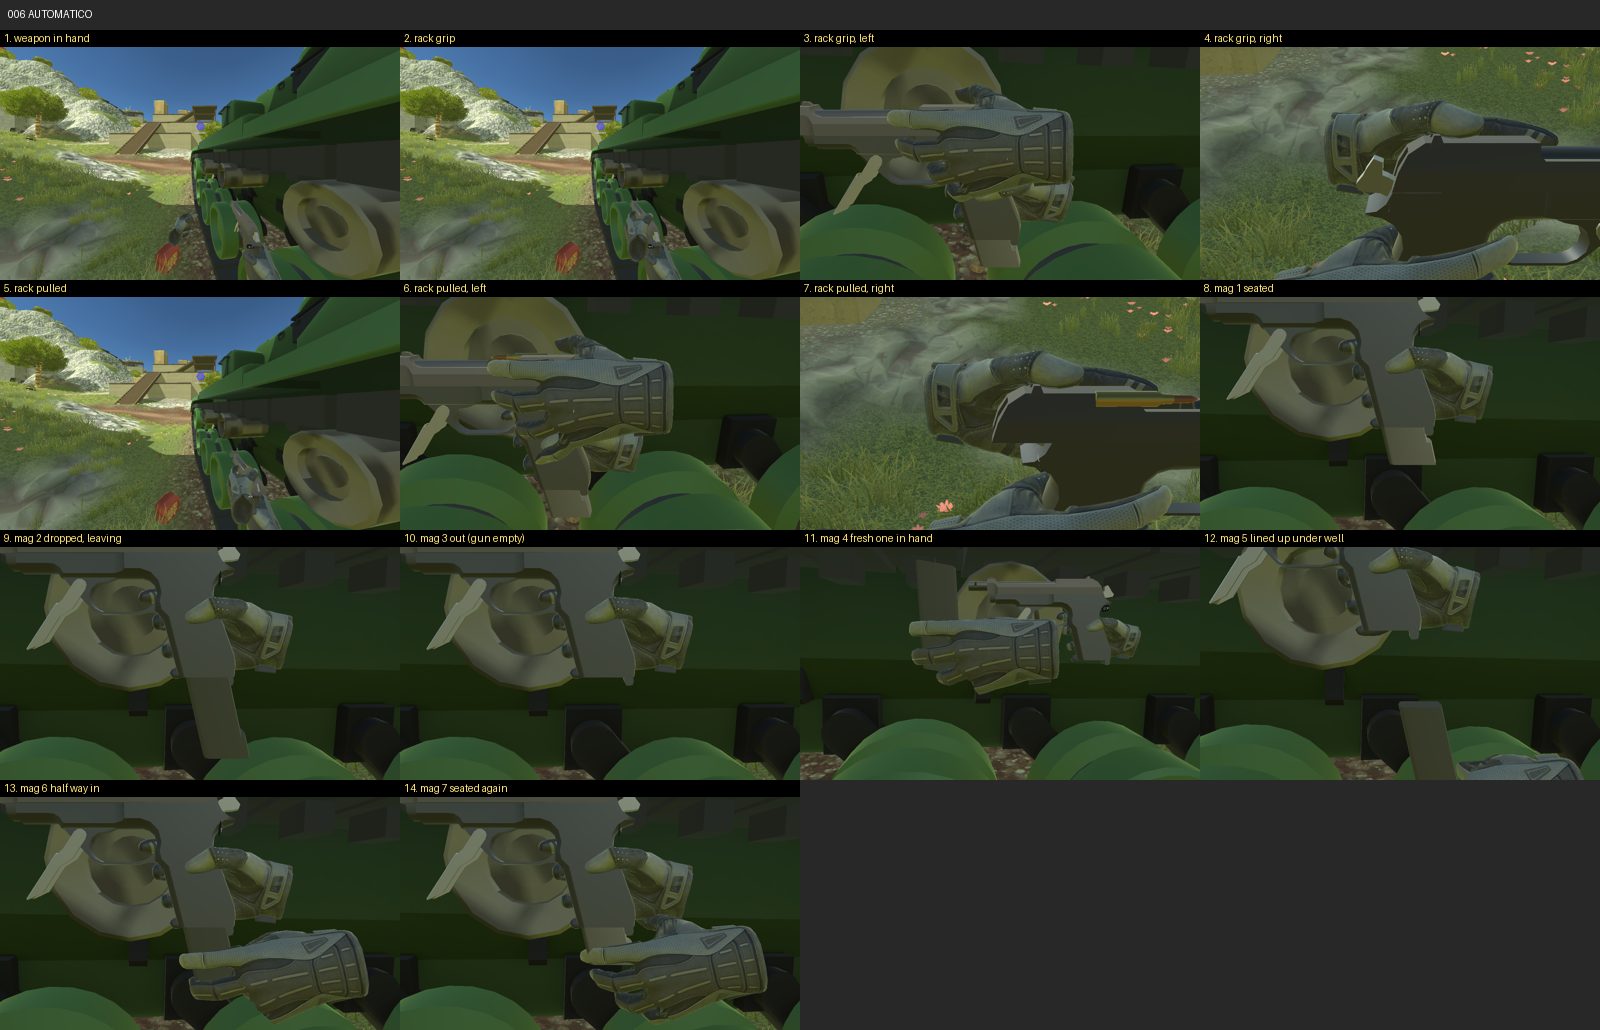 006 AUTOMATICO
1. weapon in hand
2. rack grip
3. rack grip, left
4. rack grip, right
5. rack pulled
6. rack pulled, left
7. rack pulled, right
8. mag 1 seated
9. mag 2 dropped, leaving
10. mag 3 out (gun empty)
11. mag 4 fresh one in hand
12. mag 5 lined up under well
13. mag 6 half way in
14. mag 7 seated again